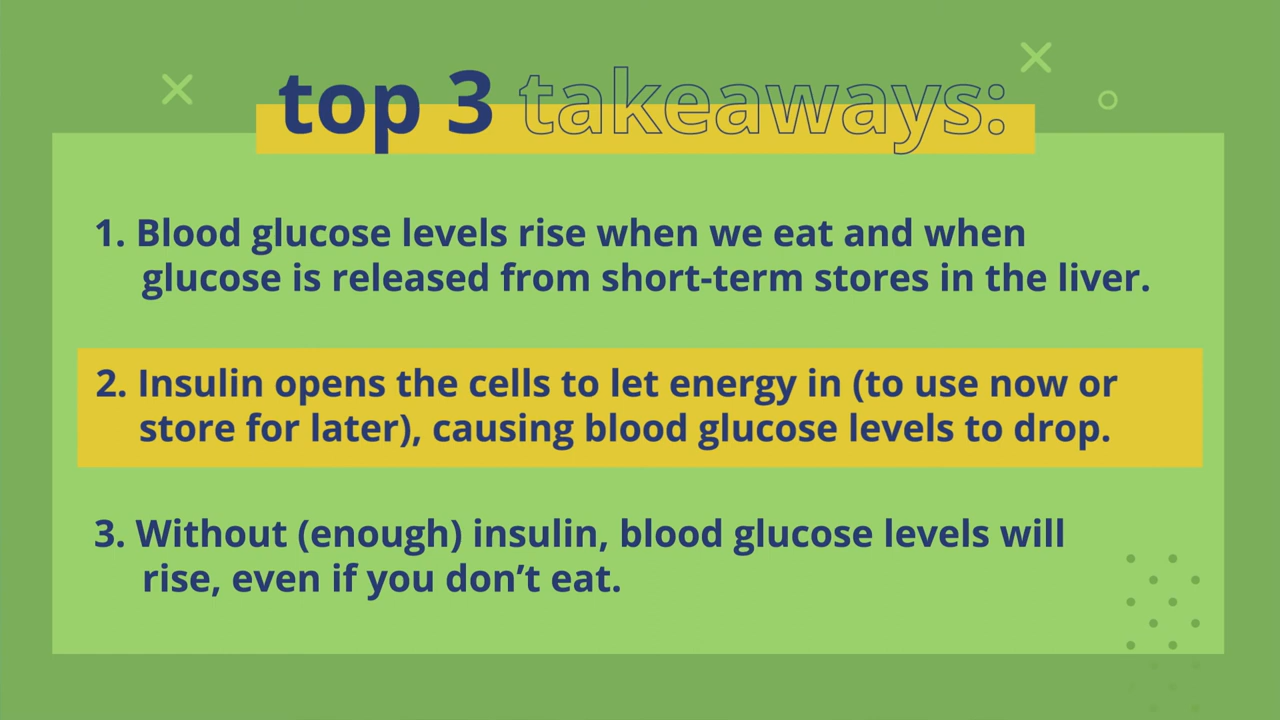 top 3 takeaways:
1. Blood glucose levels rise when we eat and when
glucose is released from short-term stores in the liver.
2. Insulin opens the cells to let energy in (to use now or
store for later), causing blood glucose levels to drop.
3. Without (enough) insulin, blood glucose levels will
rise, even if you don’t eat.